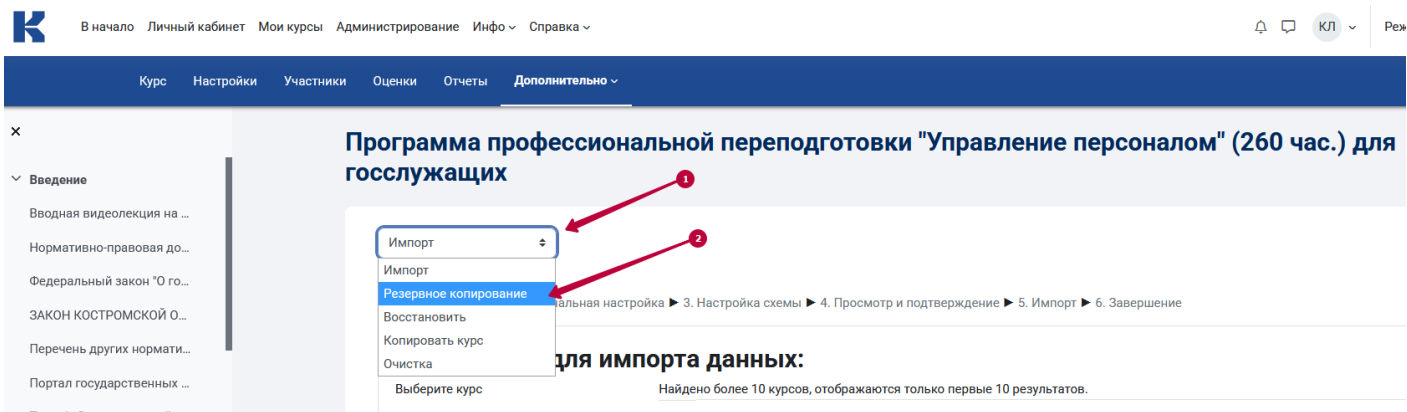 В начало Личный кабинет Мои курсы Администрирование Инфо Справка КЛ Реж
Курс Настройки Участники Оценки Отчеты Дополнительно
Программа профессиональной переподготовки "Управление персоналом" (260 час.) для
госслужащих
Введение
Вводная видеолекция на ...
Нормативно-правовая до...
Федеральный закон "О го...
ЗАКОН КОСТРОМСКОЙ О...
Перечень других нормати...
Портал государственных ...
1
2
Импорт
Импорт
Резервное копирование
Восстановить
Копировать курс
Очистка
альная настройка ► 3. Настройка схемы ► 4. Просмотр и подтверждение ► 5. Импорт ► 6. Завершение
для импорта данных:
Выберите курс Найдено более 10 курсов, отображаются только первые 10 результатов.